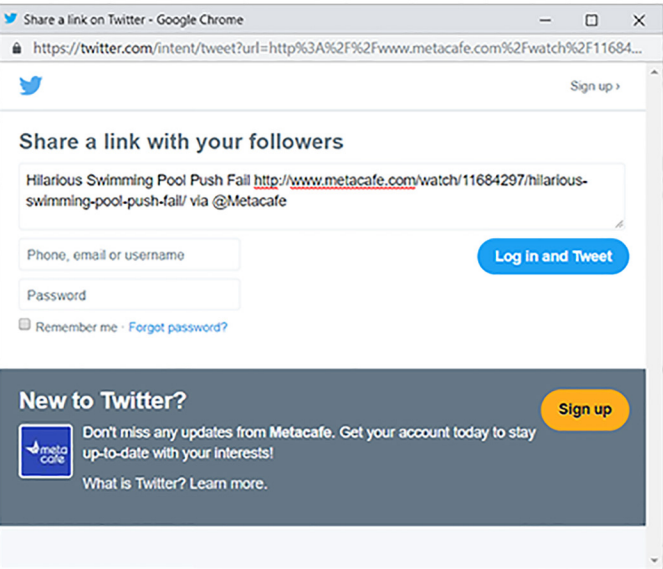 Share a link on Twitter - Google Chrome
https://twitter.com/intent/tweet?url=http%3A%2F%2Fwww.metacafe.com%2Fwatch%2F11684...
Sign up ›
Share a link with your followers
Hilarious Swimming Pool Push Fail http://www.metacafe.com/watch/11684297/hilarious-
swimming-pool-push-fail/ via @Metacafe
Phone, email or username
Log in and Tweet
Password
Remember me · Forgot password?
New to Twitter?
Sign up
Don't miss any updates from Metacafe. Get your account today to stay
up-to-date with your interests!
meta
cafe
What is Twitter? Learn more.